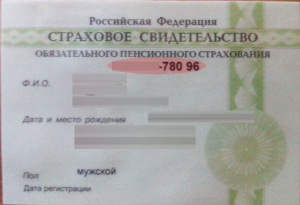 Российская Федерация
СТРАХОВОЕ СВИДЕТЕЛЬСТВО
ОБЯЗАТЕЛЬНОГО ПЕНСИОННОГО СТРАХОВАНИЯ
-780 96
Ф.И.О.
Дата и место рождения
Пол мужской
Дата регистрации